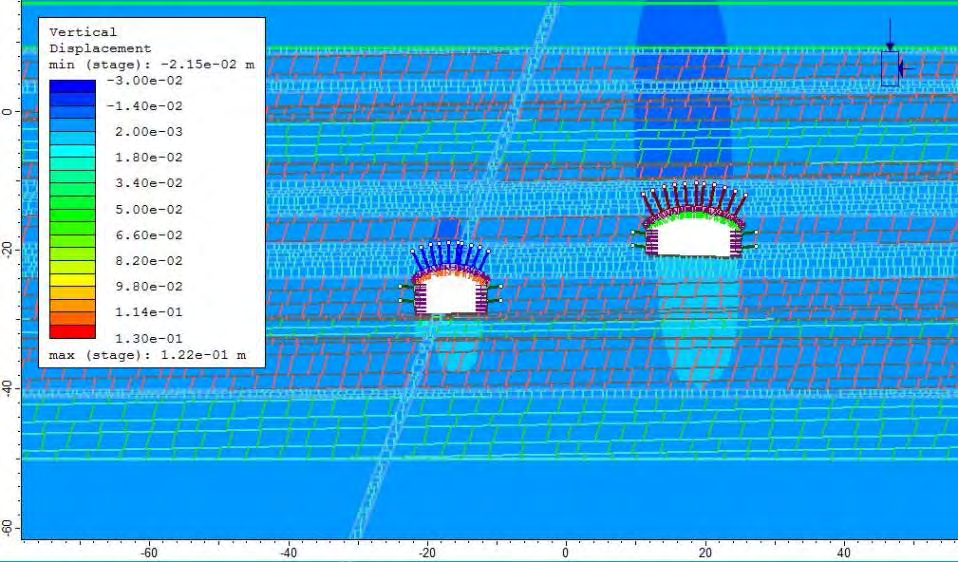 Vertical
Displacement
min (stage): -2.15e-02 m
-3.00e-02
-1.40e-02
2.00e-03
1.80e-02
3.40e-02
5.00e-02
6.60e-02
8.20e-02
9.80e-02
1.14e-01
1.30e-01
max (stage): 1.22e-01 m
0
-20
-40
-60
-60
-40
-20
0
20
40